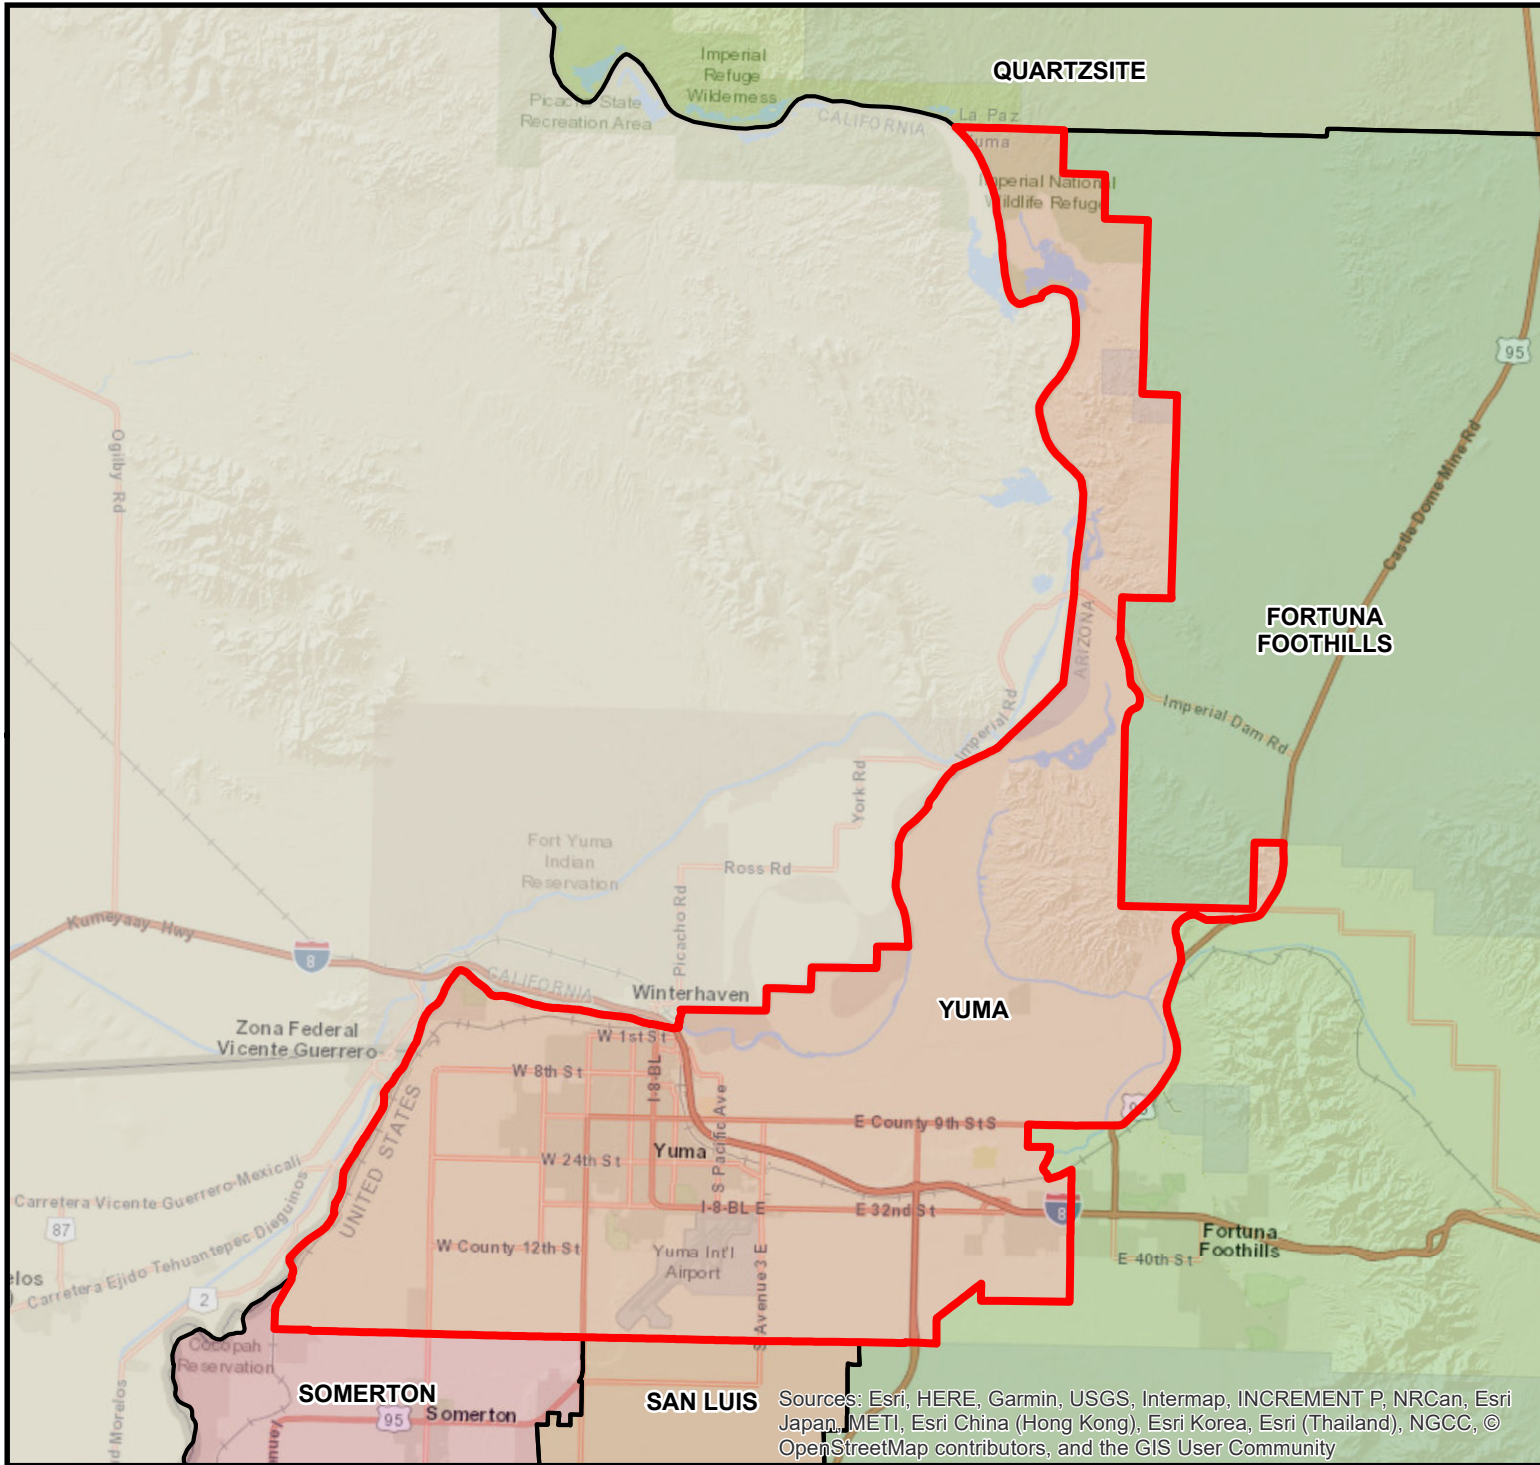 Imperial
Refuge
Wilderness
QUARTZSITE
Picacho State
Recreation Area
CALIFORNIA
La Paz
uma
Imperial National
Wildlife Refuge
95
Ogilby Rd
Castle Dome Mine Rd
FORTUNA
FOOTHILLS
ARIZONA
Imperial Rd
Imperial Dam Rd
York Rd
Fort Yuma
Indian
Reservation
Ross Rd
Picacho Rd
Kumeyaay Hwy
8
CALIFORNIA
Winterhaven
YUMA
Zona Federal
Vicente Guerrero
W 1st St
W 8th St
I-8-BL
S Pacific Ave
UNITED STATES
E County 9th St S
95
Yuma
W 24th St
Carretera Vicente Guerrero-Mexicali
I-8-BL E
E 32nd St
8
87
Fortuna
Foothills
W County 12th St
Yuma Int'l
Airport
S Avenue 3 E
E 40th St
elos
Carretera Ejido Tehuantepec Dieguinos
2
Cocopah
Reservation
SOMERTON
SAN LUIS
95
Somerton
d Morelos
Sources: Esri, HERE, Garmin, USGS, Intermap, INCREMENT P, NRCan, Esri
Japan, METI, Esri China (Hong Kong), Esri Korea, Esri (Thailand), NGCC, ©
OpenStreetMap contributors, and the GIS User Community